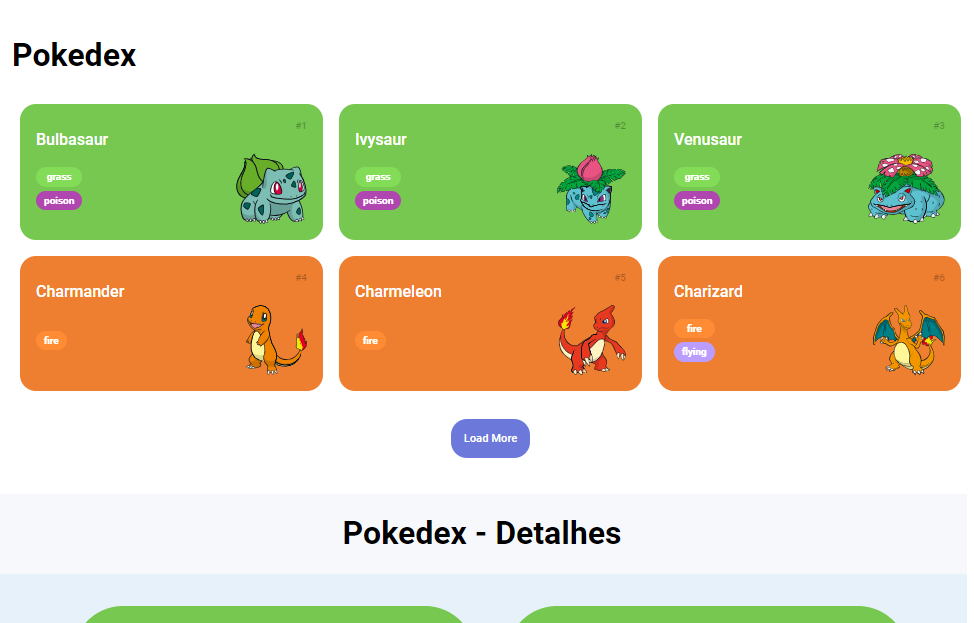 Pokedex
#1
Bulbasaur
grass
poison
#2
Ivysaur
grass
poison
#3
Venusaur
grass
poison
#4
Charmander
fire
#5
Charmeleon
fire
#6
Charizard
fire
flying
Load More
Pokedex - Detalhes